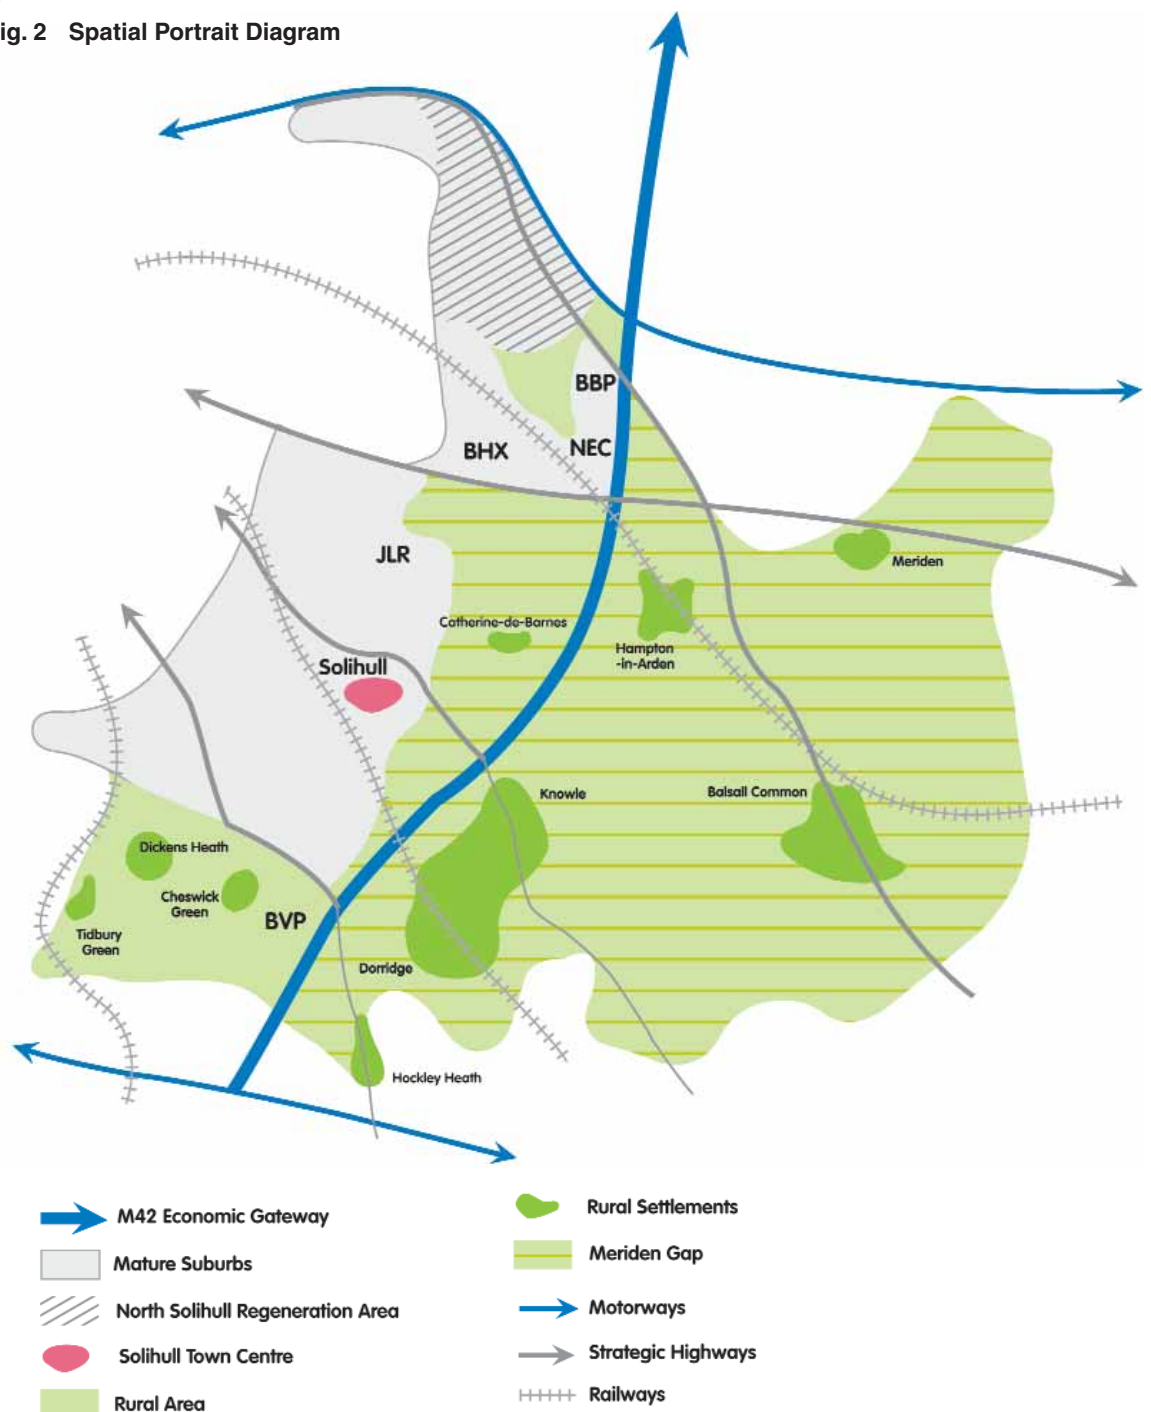 ig. 2 Spatial Portrait Diagram
BBP
BHX
NEC
JLR
Meriden
Catherine-de-Barnes
Hampton
-in-Arden
Solihull
Knowle
Balsall Common
Dickens Heath
Cheswick
Green
BVP
Tidbury
Green
Dorridge
Hockley Heath
M42 Economic Gateway
Mature Suburbs
North Solihull Regeneration Area
Solihull Town Centre
Rural Area
Rural Settlements
Meriden Gap
Motorways
Strategic Highways
Railways